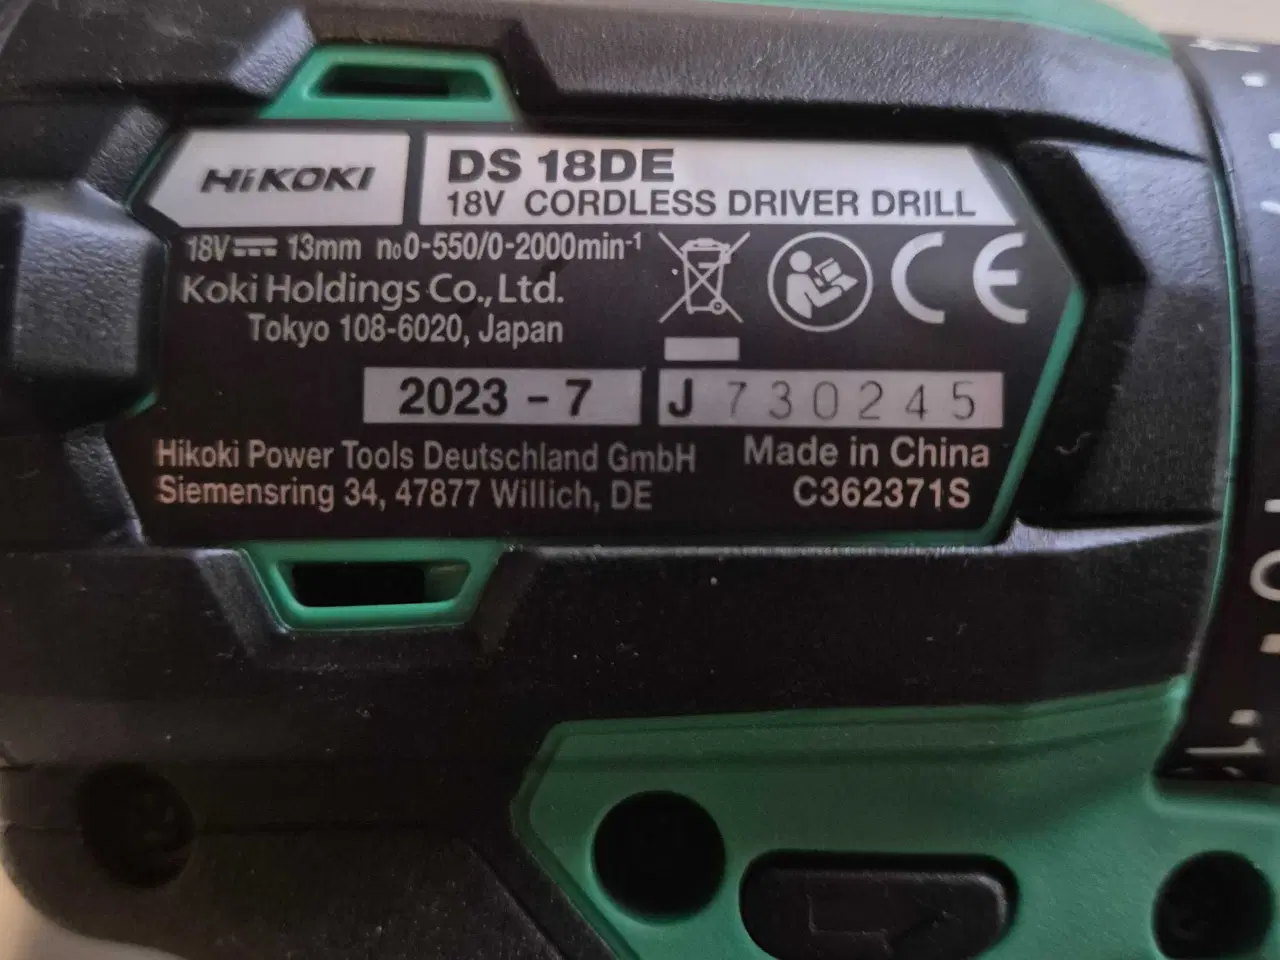 HiKOKI
DS 18DE
18V CORDLESS DRIVER DRILL
18V⎓ 13mm n₀0-550/0-2000min⁻¹
Koki Holdings Co., Ltd.
Tokyo 108-6020, Japan
CE
2023 - 7
J 730245
Hikoki Power Tools Deutschland GmbH
Siemensring 34, 47877 Willich, DE
Made in China
C362371S